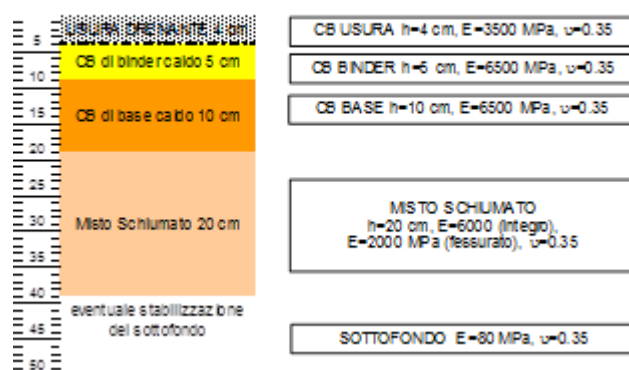 USURA DRENANTE 4 cm
CB di binder caldo 5 cm
CB di base caldo 10 cm
Misto Schiumato 20 cm
eventuale stabilizzazione
del sottofondo
5
10
15
20
25
30
35
40
45
50
CB USURA h=4 cm, E=3500 MPa, υ=0.35
CB BINDER h=5 cm, E=6500 MPa, υ=0.35
CB BASE h=10 cm, E=6500 MPa, υ=0.35
MISTO SCHIUMATO
h=20 cm, E=6000 (integro),
E=2000 MPa (fessurato), υ=0.35
SOTTOFONDO E=80 MPa, υ=0.35